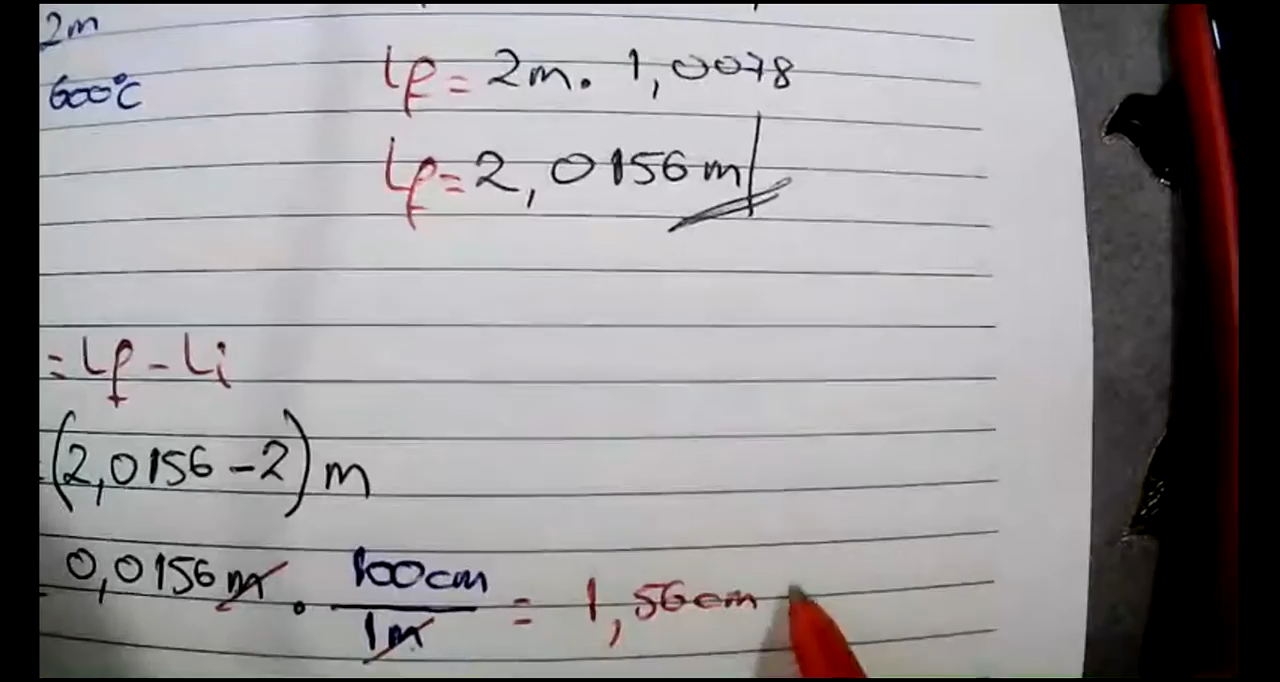 2m
600°C
Lf = 2m. 1,0078
Lf = 2,0156 m
= Lf - Li
(2,0156 - 2) m
0,0156 m . 100cm / 1m = 1,56cm